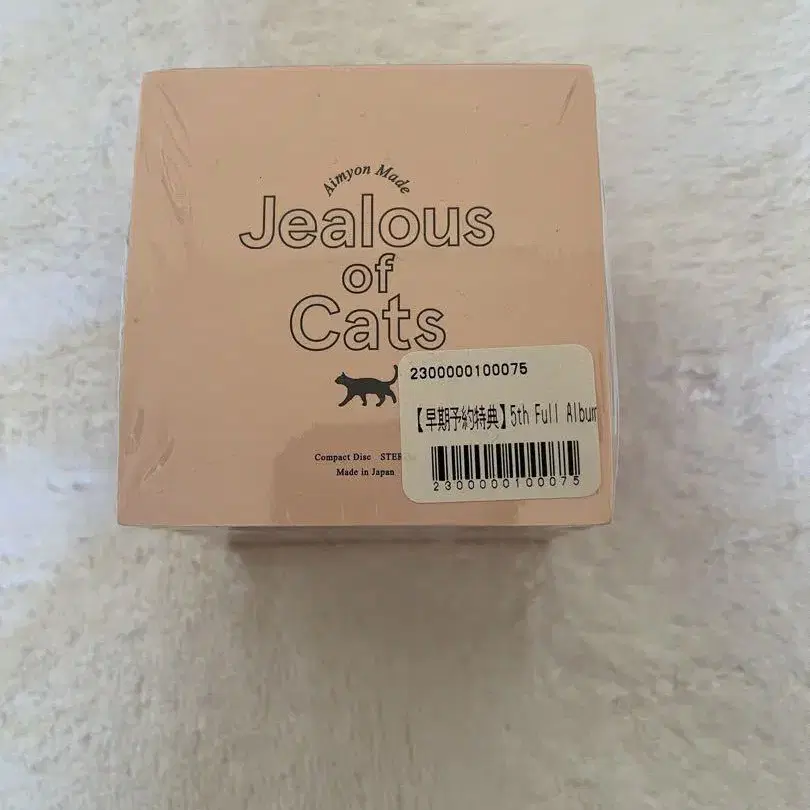 Aimyon Made
Jealous
of
Cats
2300000100075
【早期予約特典】5th Full Album
Compact Disc
Made in Japan
2300000100075